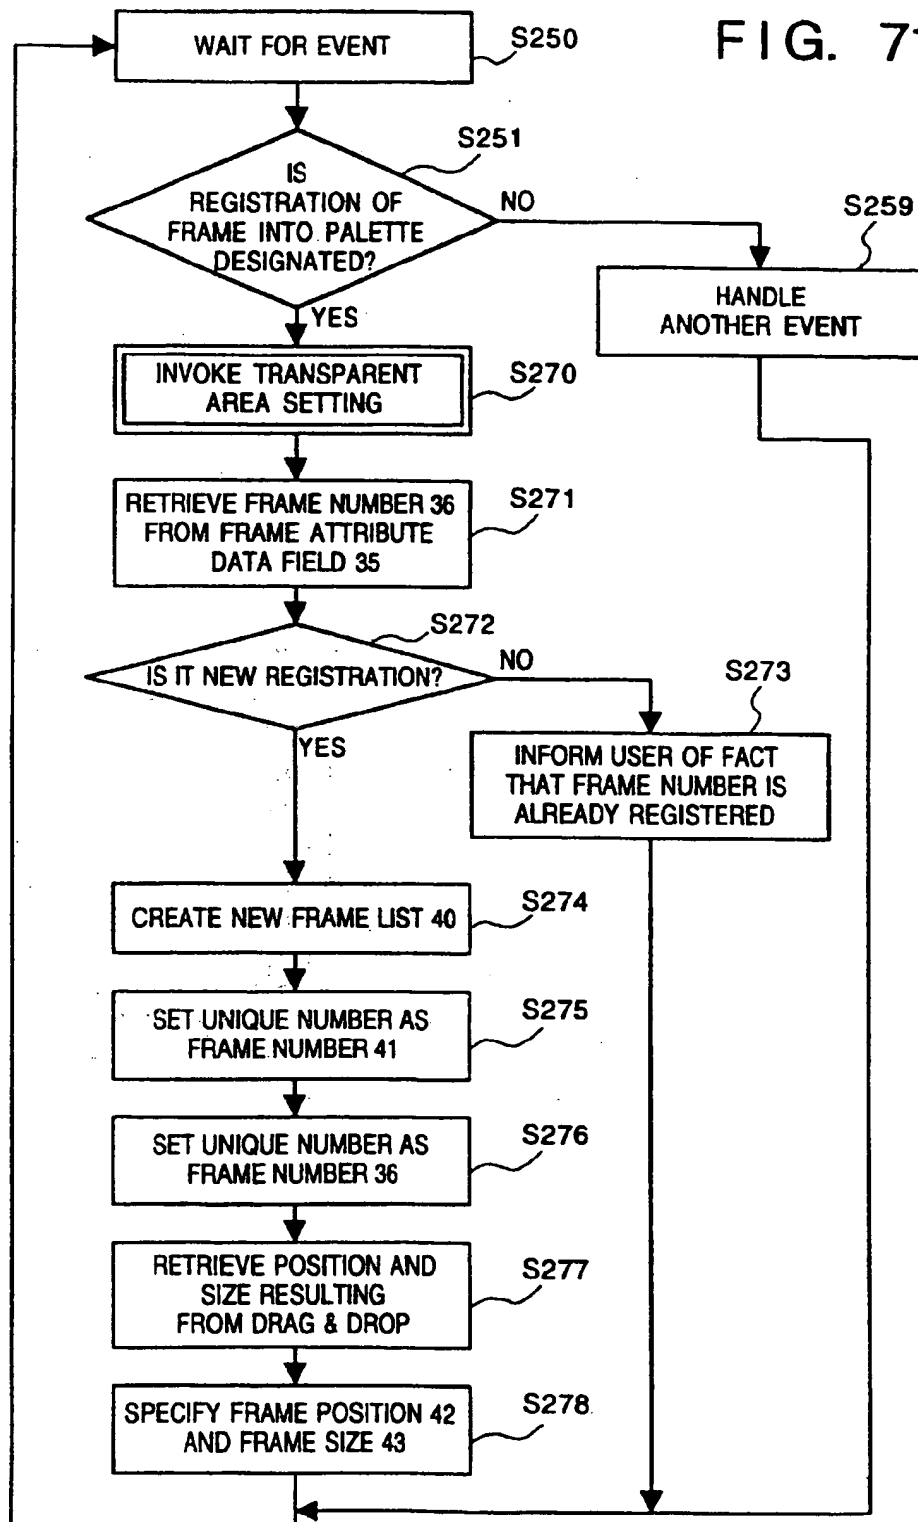 FIG. 71
WAIT FOR EVENT
S250
S251
IS
REGISTRATION OF
FRAME INTO PALETTE
DESIGNATED?
NO
YES
S259
HANDLE
ANOTHER EVENT
INVOKE TRANSPARENT
AREA SETTING
S270
RETRIEVE FRAME NUMBER 36
FROM FRAME ATTRIBUTE
DATA FIELD 35
S271
S272
IS IT NEW REGISTRATION?
NO
YES
S273
INFORM USER OF FACT
THAT FRAME NUMBER IS
ALREADY REGISTERED
CREATE NEW FRAME LIST 40
S274
SET UNIQUE NUMBER AS
FRAME NUMBER 41
S275
SET UNIQUE NUMBER AS
FRAME NUMBER 36
S276
RETRIEVE POSITION AND
SIZE RESULTING
FROM DRAG & DROP
S277
SPECIFY FRAME POSITION 42
AND FRAME SIZE 43
S278